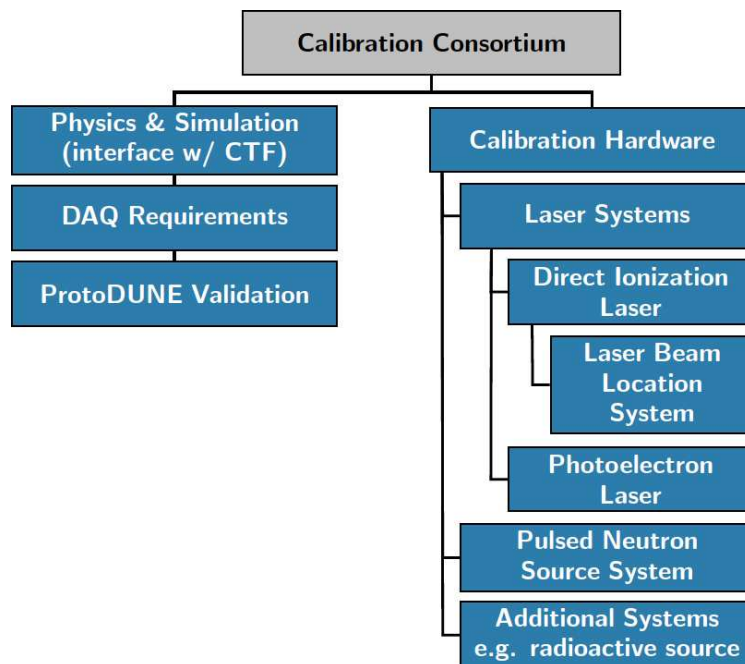 Calibration Consortium
Physics & Simulation
(interface w/ CTF)
DAQ Requirements
ProtoDUNE Validation
Calibration Hardware
Laser Systems
Direct Ionization
Laser
Laser Beam
Location
System
Photoelectron
Laser
Pulsed Neutron
Source System
Additional Systems
e.g. radioactive source